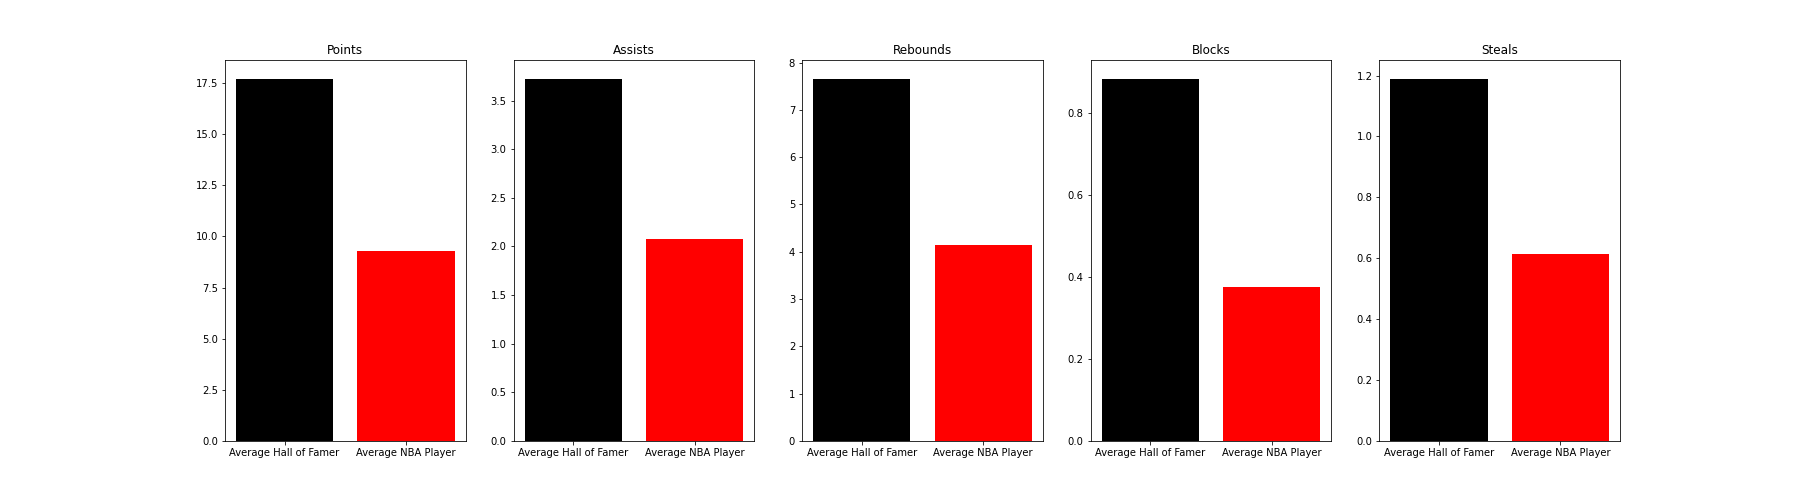 Points
17.5
15.0
12.5
10.0
7.5
5.0
2.5
0.0
Average Hall of Famer
Average NBA Player
Assists
3.5
3.0
2.5
2.0
1.5
1.0
0.5
0.0
Average Hall of Famer
Average NBA Player
Rebounds
8
7
6
5
4
3
2
1
0
Average Hall of Famer
Average NBA Player
Blocks
0.8
0.6
0.4
0.2
0.0
Average Hall of Famer
Average NBA Player
Steals
1.2
1.0
0.8
0.6
0.4
0.2
0.0
Average Hall of Famer
Average NBA Player